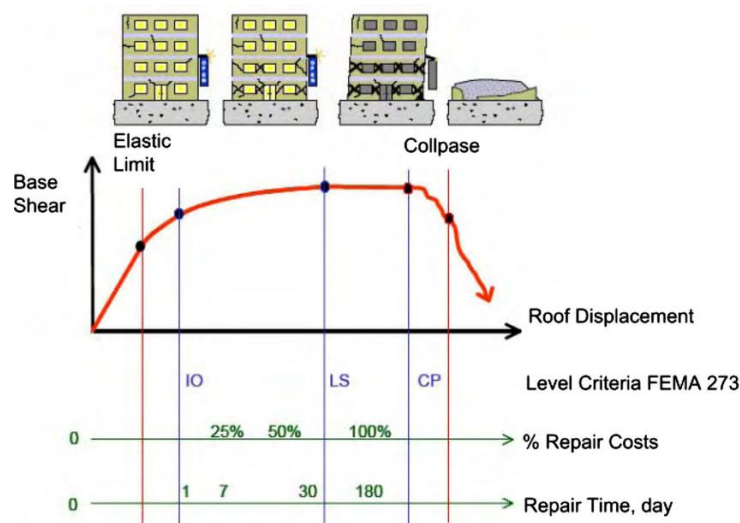 Elastic
Limit
Collpase
Base
Shear
Roof Displacement
IO LS CP Level Criteria FEMA 273
0 25% 50% 100% % Repair Costs
0 1 7 30 180 Repair Time, day